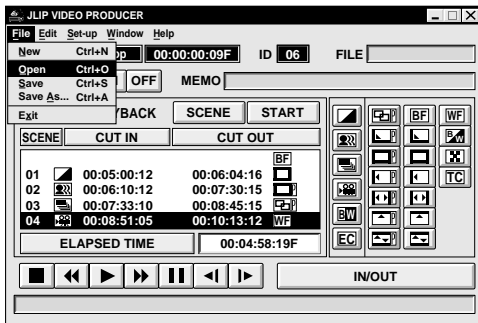 JLIP VIDEO PRODUCER
File Edit Set-up Window Help
New Ctrl+N
Open Ctrl+O
Save Ctrl+S
Save As... Ctrl+A
Exit
00:00:00:09F ID 06 FILE
OFF MEMO
SCENE START
SCENE CUT IN CUT OUT
BF
01 00:05:00:12 00:06:04:16
02 00:06:10:12 00:07:30:15 P
03 00:07:33:10 00:08:45:15 P
04 00:08:51:05 00:10:13:12 WF
ELAPSED TIME 00:04:58:19F
P BF WF
P B/W
P
P TC
P
BW P
EC P
IN/OUT